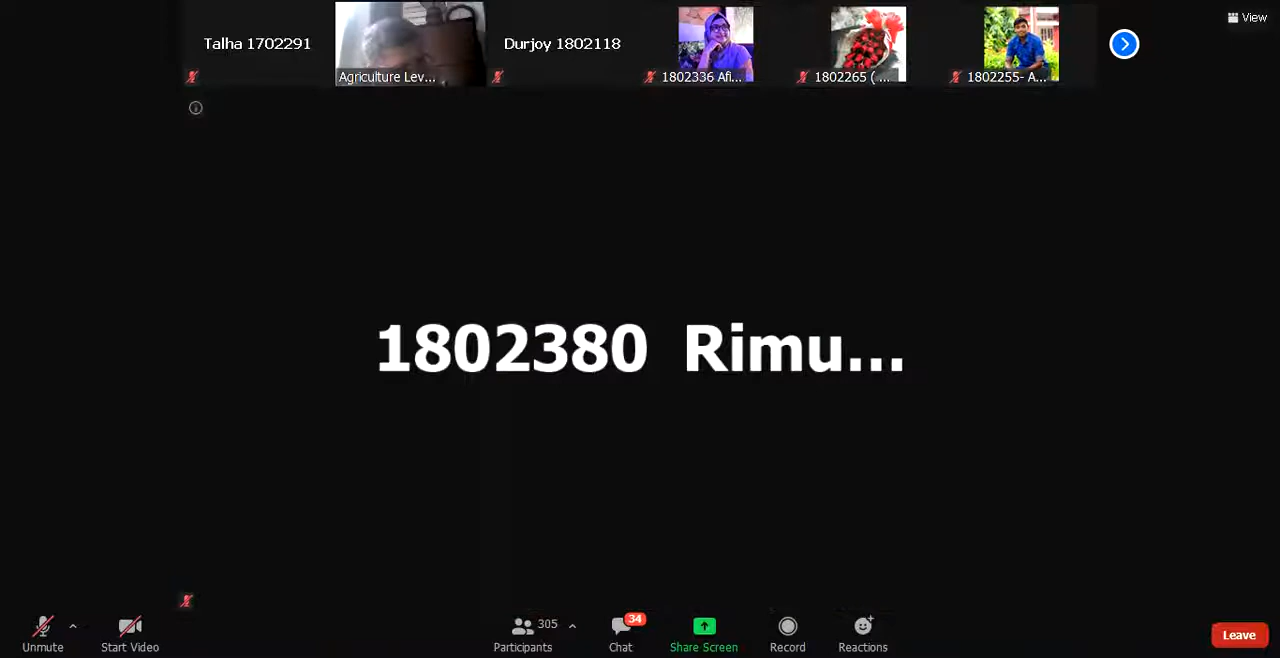 View
Talha 1702291
Agriculture Lev...
Durjoy 1802118
1802336 Afi...
1802265 (...
1802255- A...
1802380 Rimu...
Unmute
Start Video
305
Participants
34
Chat
Share Screen
Record
Reactions
Leave